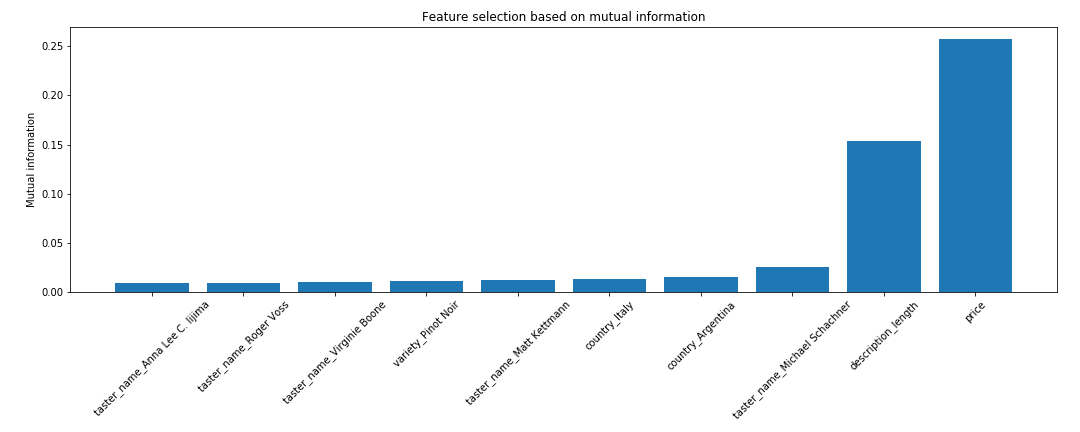 Feature selection based on mutual information
Mutual information
0.25
0.20
0.15
0.10
0.05
0.00
taster_name_Anna Lee C. Iijima
taster_name_Roger Voss
taster_name_Virginie Boone
variety_Pinot Noir
taster_name_Matt Kettmann
country_Italy
country_Argentina
taster_name_Michael Schachner
description_length
price